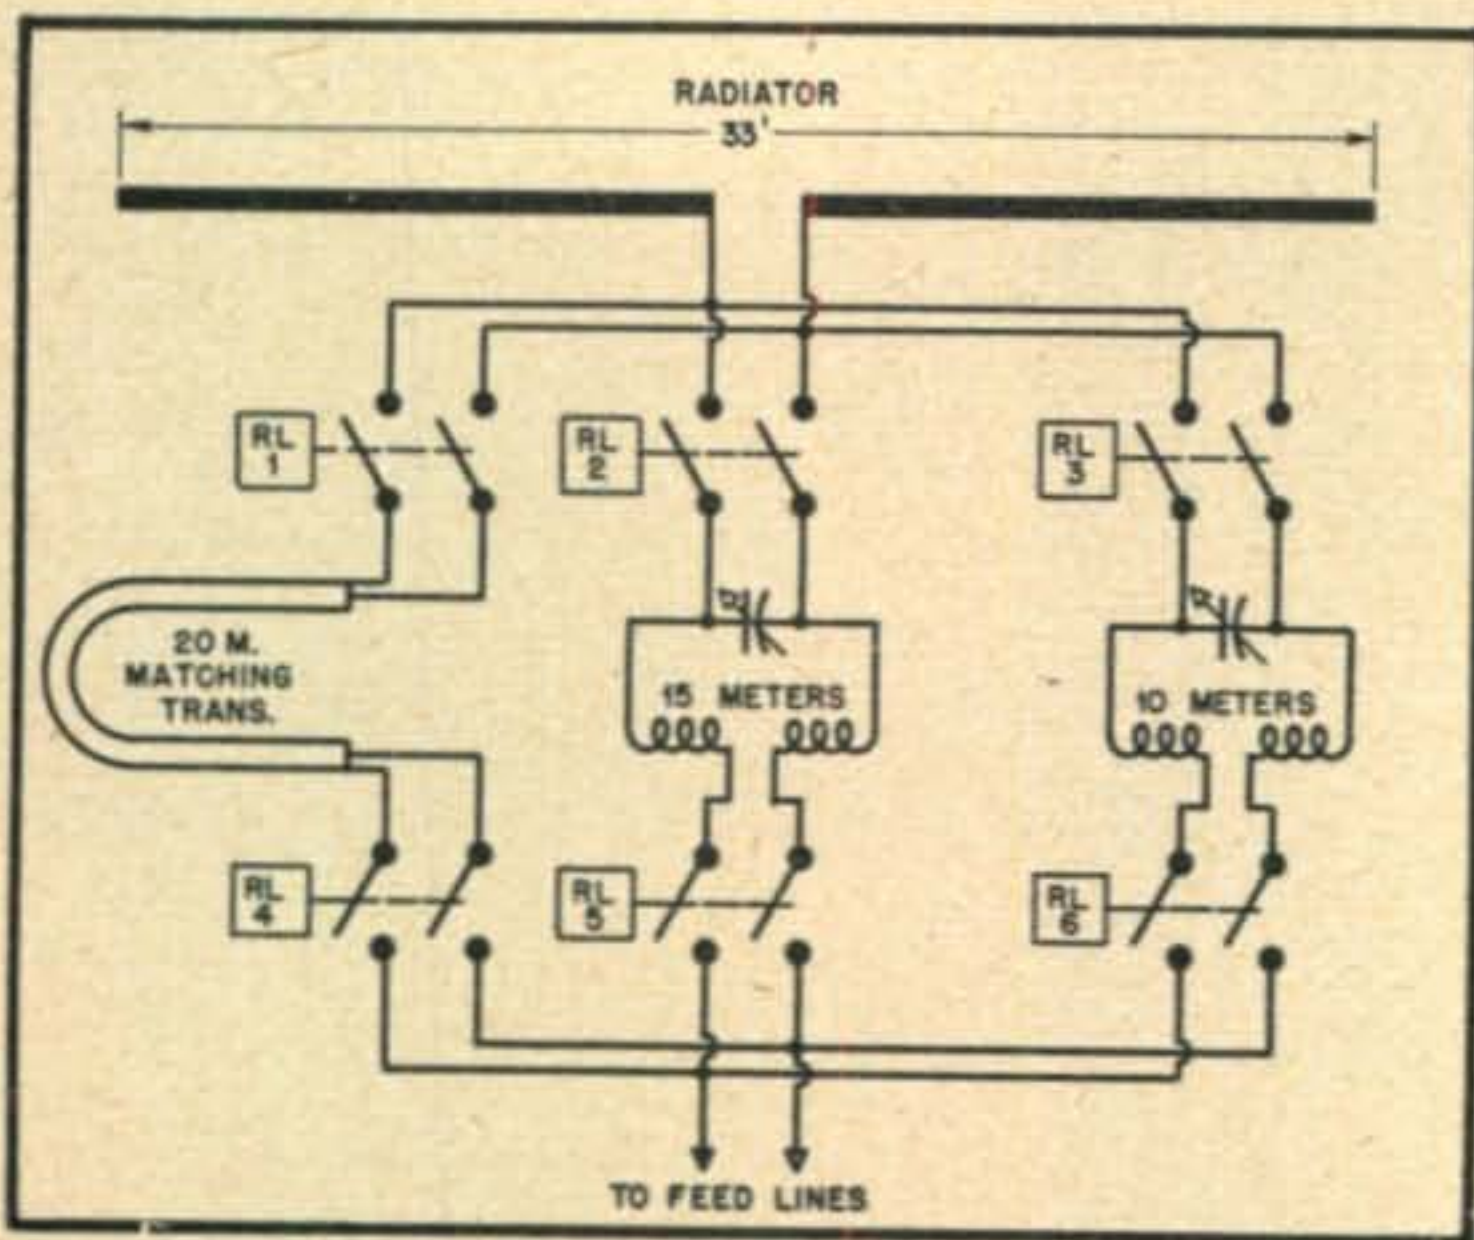 RADIATOR
33'
RL
1
RL
2
RL
3
20 M.
MATCHING
TRANS.
15 METERS
10 METERS
RL
4
RL
5
RL
6
TO FEED LINES